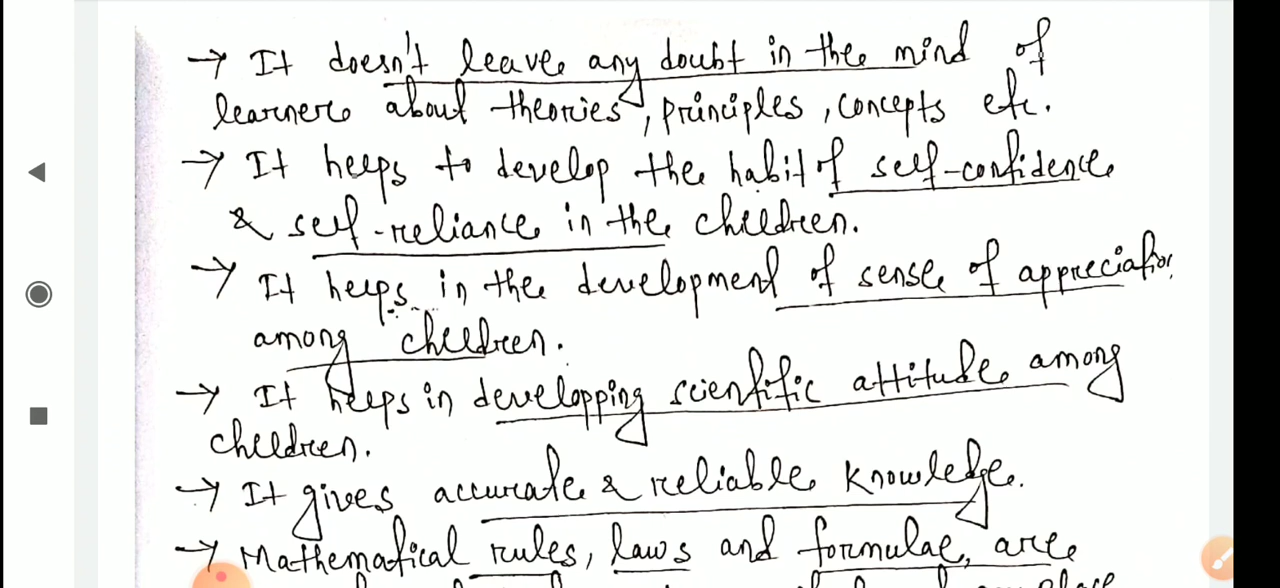 → It doesn't leave any doubt in the mind of
learners about theories, principles, concepts etc.
→ It helps to develop the habit of self-confidence
& self-reliance in the children.
→ It helps in the development of sense of appreciation
among children.
→ It helps in developping scientific attitude among
children.
→ It gives accurate & reliable knowledge.
→ Mathematical rules, laws and formulae, are
place